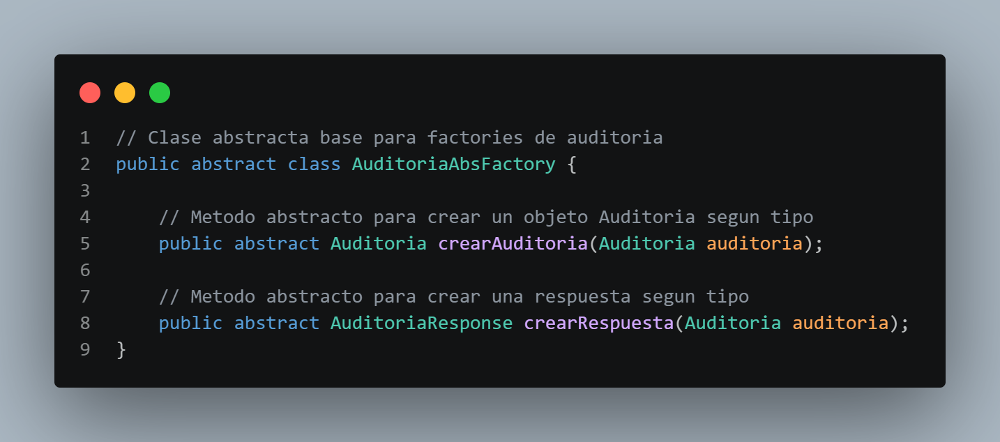 1 // Clase abstracta base para factories de auditoria
2 public abstract class AuditoriaAbsFactory {
3
4     // Metodo abstracto para crear un objeto Auditoria segun tipo
5     public abstract Auditoria crearAuditoria(Auditoria auditoria);
6
7     // Metodo abstracto para crear una respuesta segun tipo
8     public abstract AuditoriaResponse crearRespuesta(Auditoria auditoria);
9 }